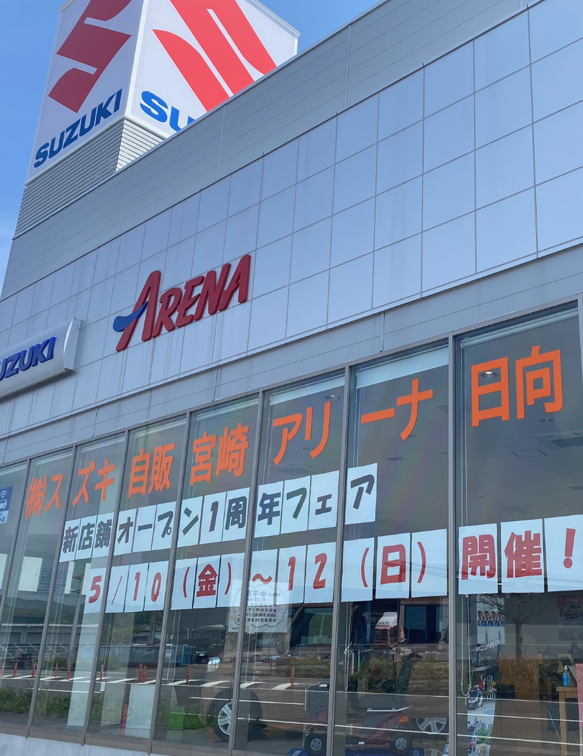 SUZUKI
SUZUKI
ARENA
㈱スズキ自販宮崎アリーナ日向
新店舗オープン1周年フェア
5/10(金)~12(日)開催!